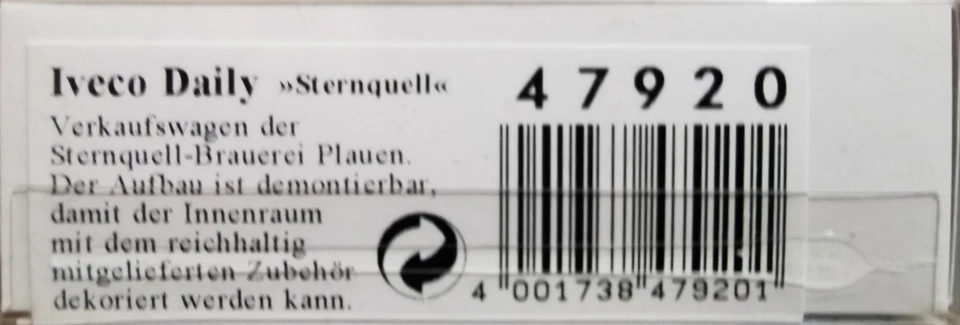 Iveco Daily »Sternquell«
Verkaufswagen der
Sternquell-Brauerei Plauen.
Der Aufbau ist demontierbar,
damit der Innenraum
mit dem reichhaltig
mitgelieferten Zubehör
dekoriert werden kann.
47920
4 001738 479201